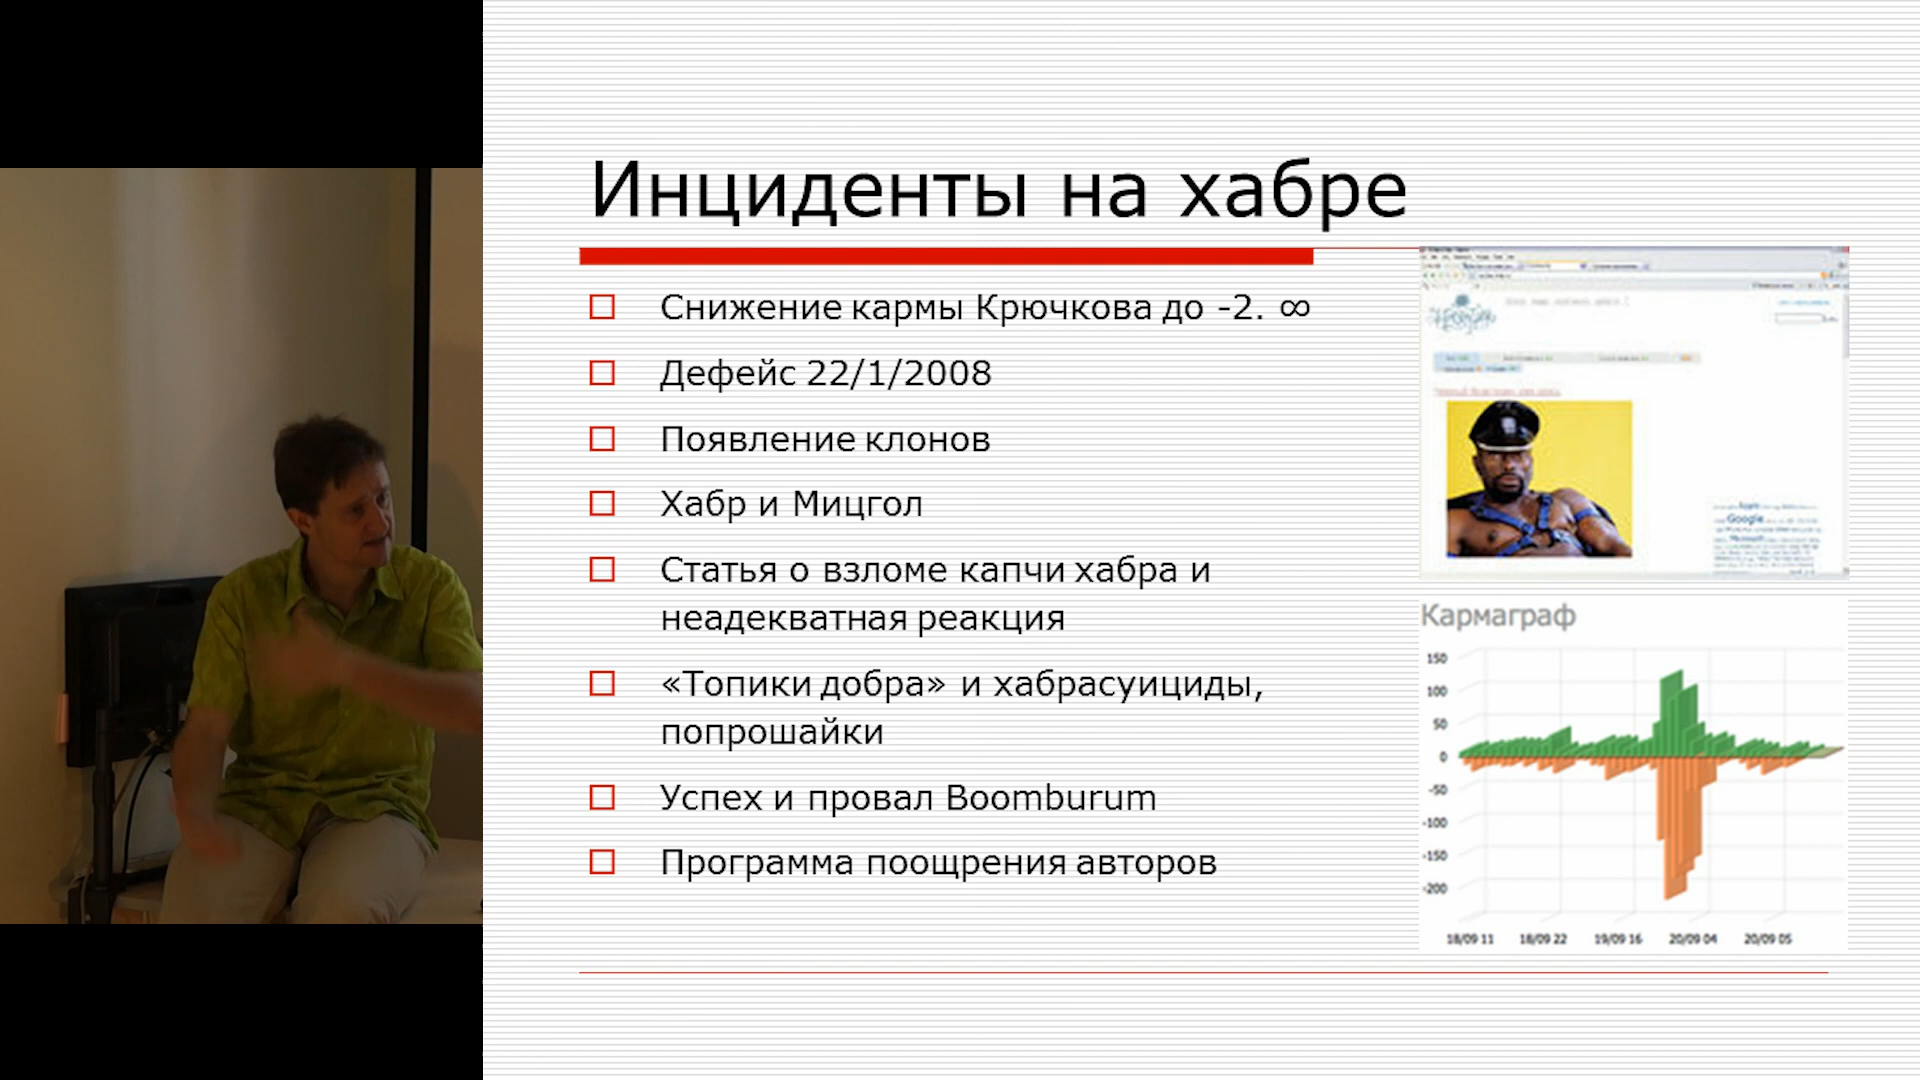 Инциденты на хабре
Снижение кармы Крючкова до -2. ∞
Дефейс 22/1/2008
Появление клонов
Хабр и Мицгол
Статья о взломе капчи хабра и
неадекватная реакция
«Топики добра» и хабрасуициды,
попрошайки
Успех и провал Boomburum
Программа поощрения авторов
Google
Кармаграф
150
100
50
0
-50
-100
-150
-200
18/09 11 18/09 22 19/09 16 20/09 04 20/09 05